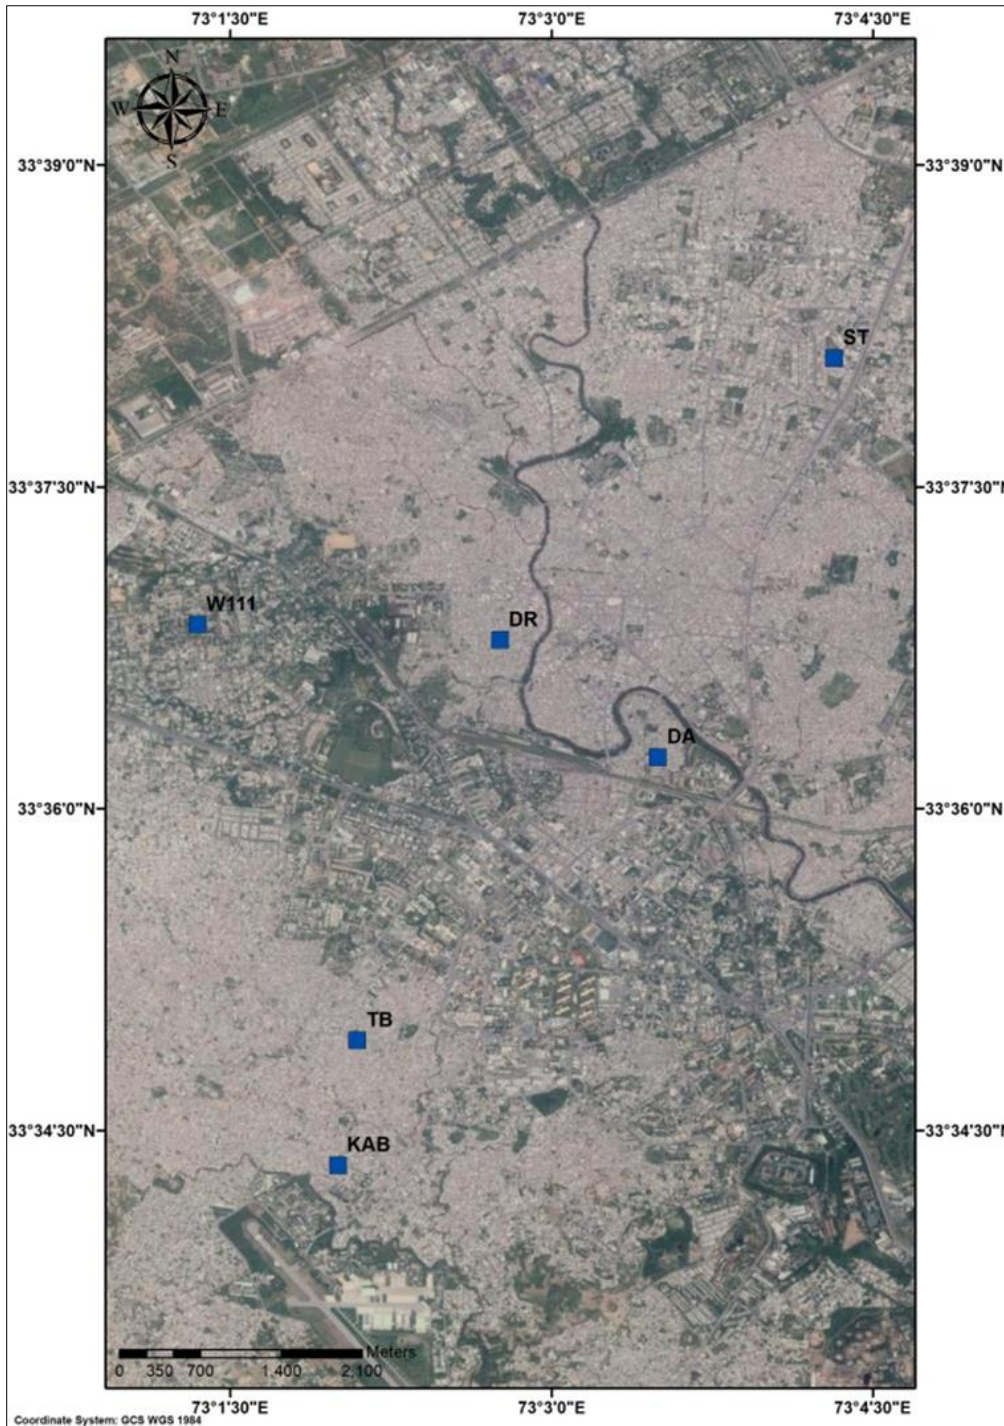 73°1'30"E 73°3'0"E 73°4'30"E
N
W E
S
33°39'0"N 33°39'0"N
ST
33°37'30"N 33°37'30"N
W111
DR
DA
33°36'0"N 33°36'0"N
TB
33°34'30"N 33°34'30"N
KAB
Meters
0 350 700 1,400 2,100
73°1'30"E 73°3'0"E 73°4'30"E
Coordinate System: GCS WGS 1984